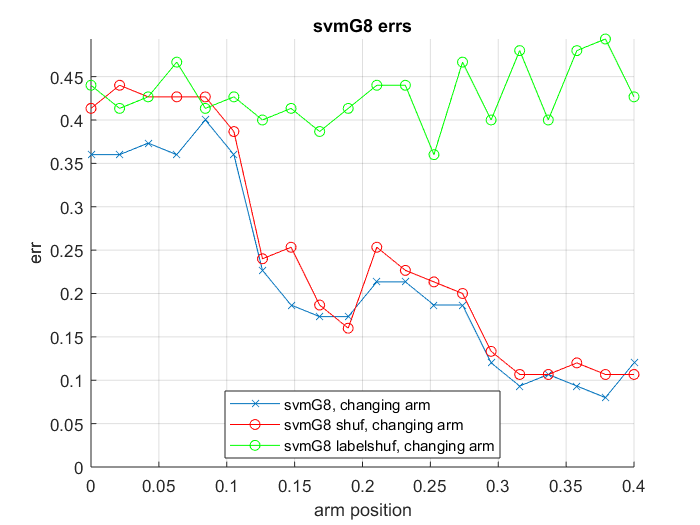 svmG8 errs
err
0.45
0.4
0.35
0.3
0.25
0.2
0.15
0.1
0.05
0
svmG8, changing arm
svmG8 shuf, changing arm
svmG8 labelshuf, changing arm
0 0.05 0.1 0.15 0.2 0.25 0.3 0.35 0.4
arm position